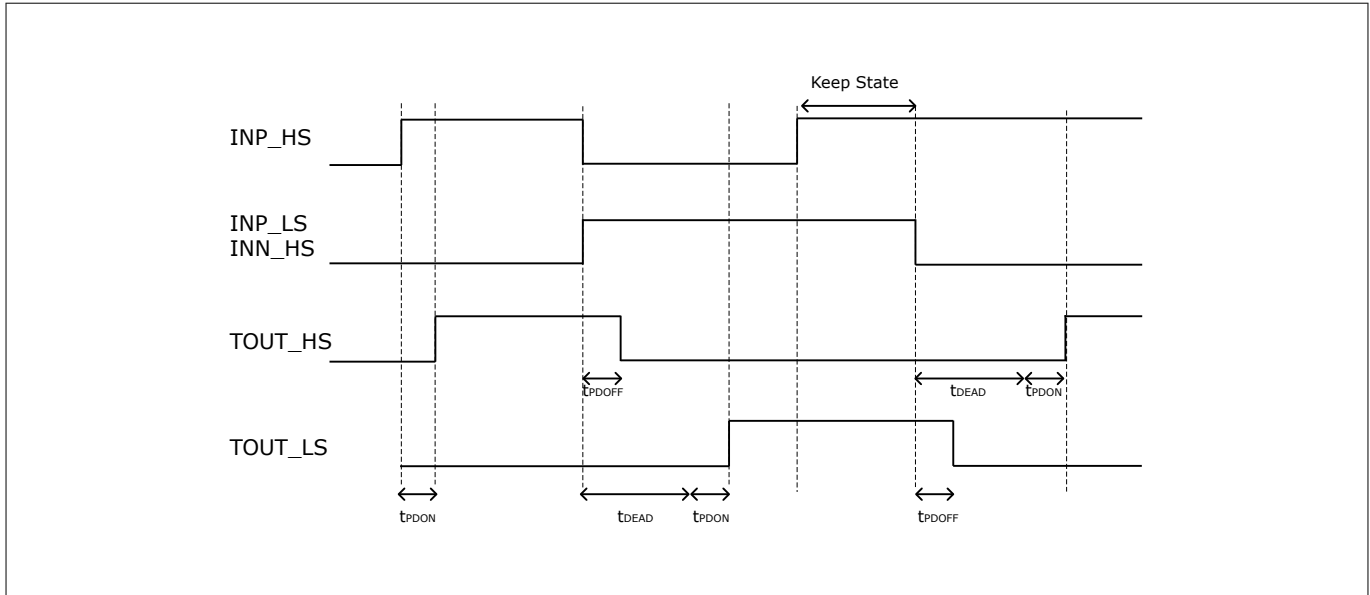 Keep State
INP_HS
INP_LS
INN_HS
TOUT_HS
tPDOFF
tDEAD
tPDON
TOUT_LS
tPDON
tDEAD
tPDON
tPDOFF